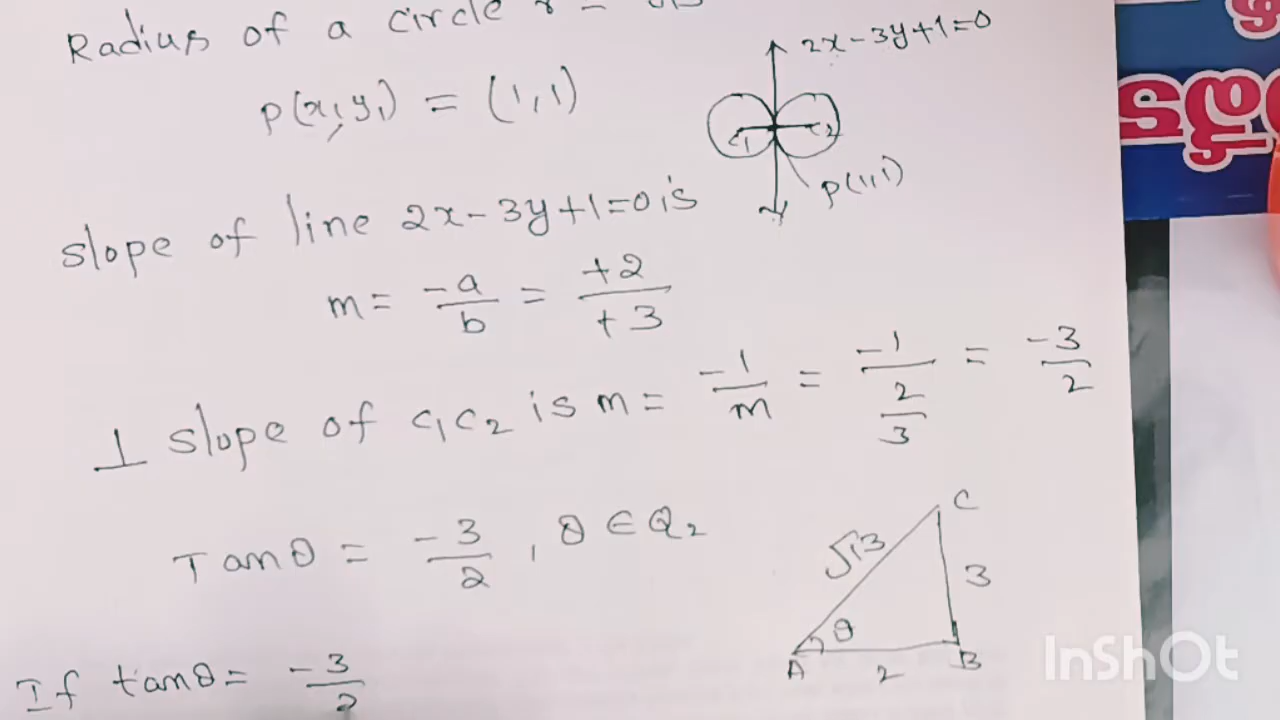 Radius of a circle r =
P(x₁, y₁) = (1, 1)
2x - 3y + 1 = 0
C₁ C₂
P(1, 1)
slope of line 2x - 3y + 1 = 0 is
m = -a/b = +2/+3
⊥ slope of C₁C₂ is m = -1/m = -1/(2/3) = -3/2
Tanθ = -3/2, θ ∈ Q₂
C
√13
3
θ
A 2 B
If tanθ = -3/2
InShOt